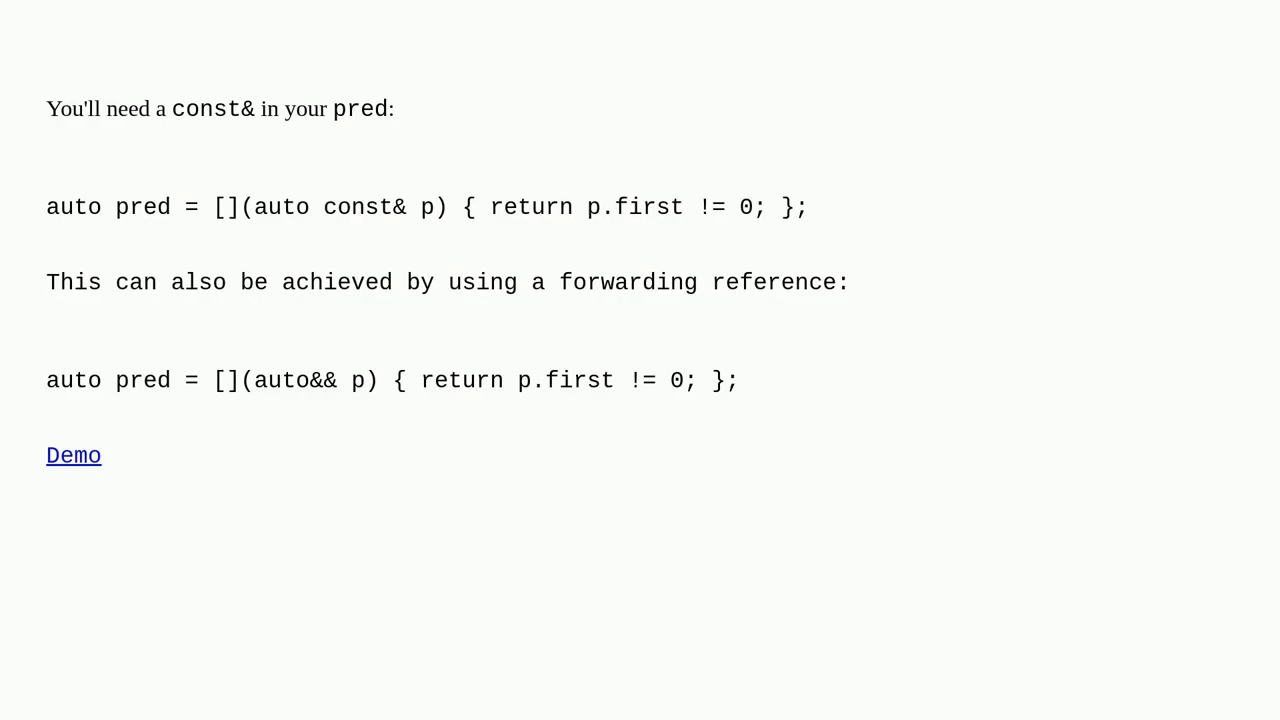 You'll need a const& in your pred:
auto pred = [](auto const& p) { return p.first != 0; };
This can also be achieved by using a forwarding reference:
auto pred = [](auto&& p) { return p.first != 0; };
Demo